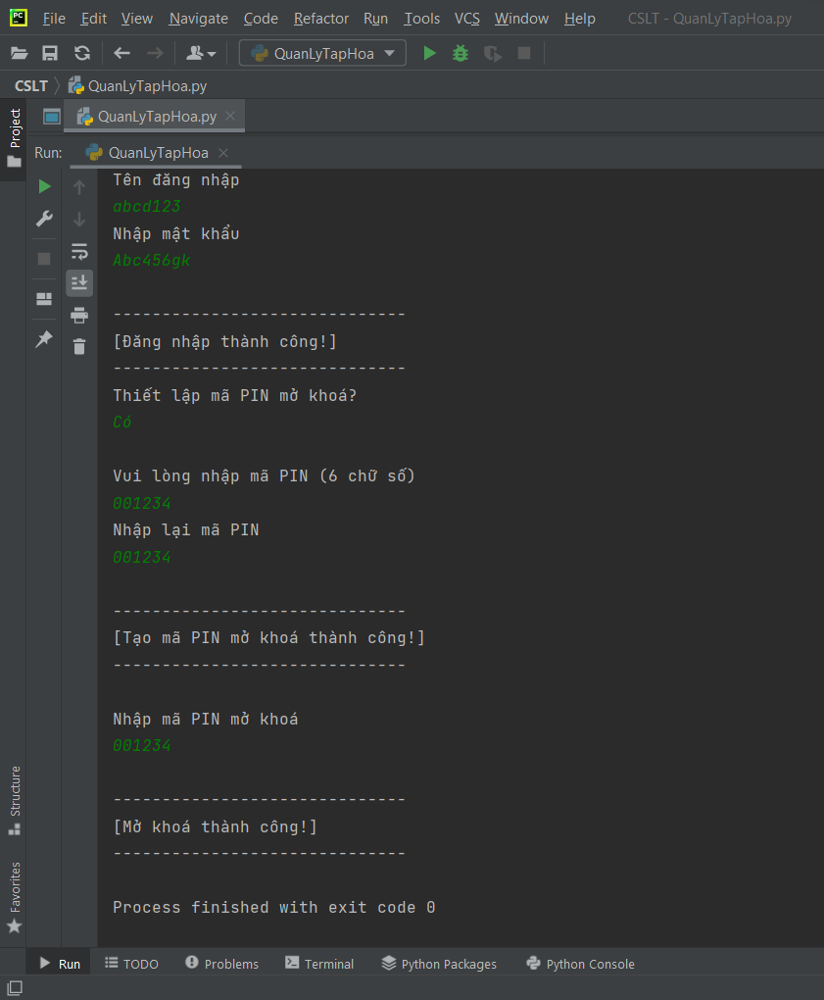 PC
File Edit View Navigate Code Refactor Run Tools VCS Window Help CSLT - QuanLyTapHoa.py
QuanLyTapHoa
CSLT QuanLyTapHoa.py
Project
QuanLyTapHoa.py
Run: QuanLyTapHoa
Tên đăng nhập
abcd123
Nhập mật khẩu
Abc456gk
------------------------------
[Đăng nhập thành công!]
------------------------------
Thiết lập mã PIN mở khoá?
Có
Vui lòng nhập mã PIN (6 chữ số)
001234
Nhập lại mã PIN
001234
------------------------------
[Tạo mã PIN mở khoá thành công!]
------------------------------
Nhập mã PIN mở khoá
001234
------------------------------
[Mở khoá thành công!]
------------------------------
Process finished with exit code 0
Structure
Favorites
Run TODO Problems Terminal Python Packages Python Console